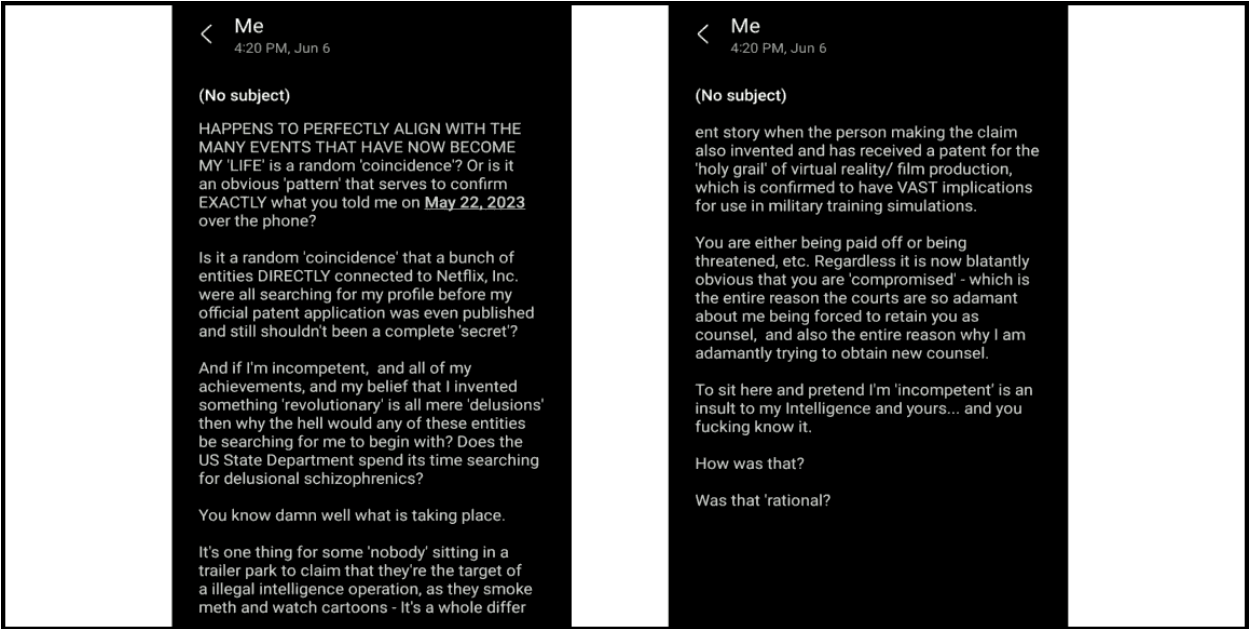 Me
4:20 PM, Jun 6
(No subject)
HAPPENS TO PERFECTLY ALIGN WITH THE
MANY EVENTS THAT HAVE NOW BECOME
MY 'LIFE' is a random 'coincidence'? Or is it
an obvious 'pattern' that serves to confirm
EXACTLY what you told me on May 22, 2023
over the phone?
Is it a random 'coincidence' that a bunch of
entities DIRECTLY connected to Netflix, Inc.
were all searching for my profile before my
official patent application was even published
and still shouldn't been a complete 'secret'?
And if I'm incompetent,  and all of my
achievements, and my belief that I invented
something 'revolutionary' is all mere 'delusions'
then why the hell would any of these entities
be searching for me to begin with? Does the
US State Department spend its time searching
for delusional schizophrenics?
You know damn well what is taking place.
It's one thing for some 'nobody' sitting in a
trailer park to claim that they're the target of
a illegal intelligence operation, as they smoke
meth and watch cartoons - It's a whole differ
Me
4:20 PM, Jun 6
(No subject)
ent story when the person making the claim
also invented and has received a patent for the
'holy grail' of virtual reality/ film production,
which is confirmed to have VAST implications
for use in military training simulations.
You are either being paid off or being
threatened, etc. Regardless it is now blatantly
obvious that you are 'compromised' - which is
the entire reason the courts are so adamant
about me being forced to retain you as
counsel,  and also the entire reason why I am
adamantly trying to obtain new counsel.
To sit here and pretend I'm 'incompetent' is an
insult to my Intelligence and yours... and you
fucking know it.
How was that?
Was that 'rational?